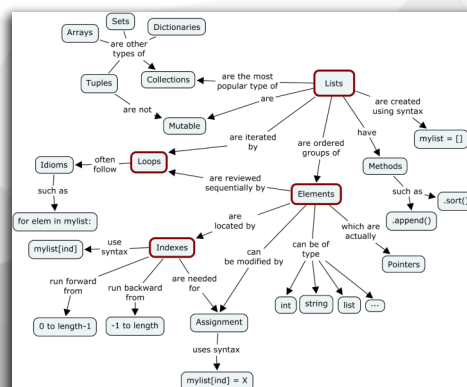 Sets
Arrays
Dictionaries
are other
types of
Tuples
Collections
are the most
popular type of
Lists
are not
are
Mutable
are created
using syntax
mylist = []
are iterated
by
are ordered
groups of
have
Idioms
often
follow
Loops
Methods
such as
are reviewed
sequentially by
Elements
such as
.sort()
.append()
for elem in mylist:
are
located by
which are
actually
mylist[ind]
use
syntax
Indexes
can
be modified by
can be of
type
Pointers
run forward
from
run backward
from
are needed
for
int
string
list
...
0 to length-1
-1 to length
Assignment
uses syntax
mylist[ind] = X